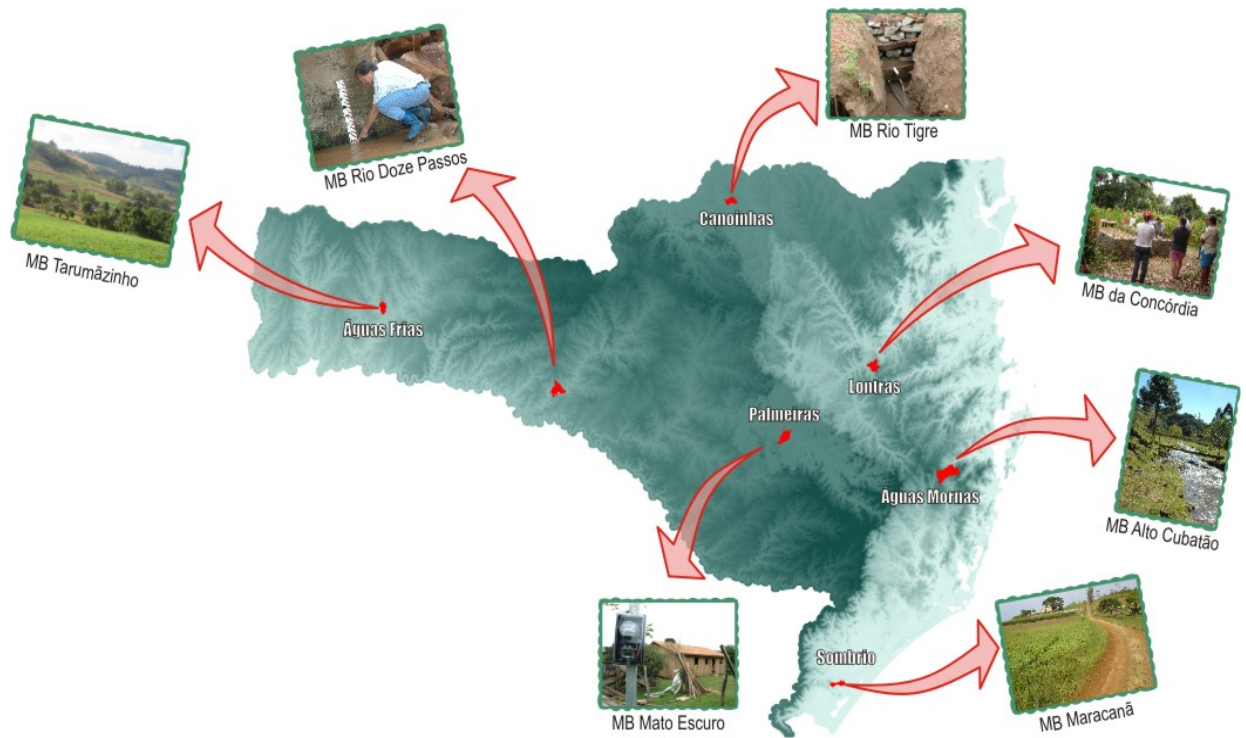 MB Rio Tigre
MB Rio Doze Passos
Canoinhas
MB Tarumãzinho
MB da Concórdia
Águas Frias
Lontras
Palmeiras
Águas Mornas
MB Alto Cubatão
Sombrio
MB Mato Escuro
MB Maracanã